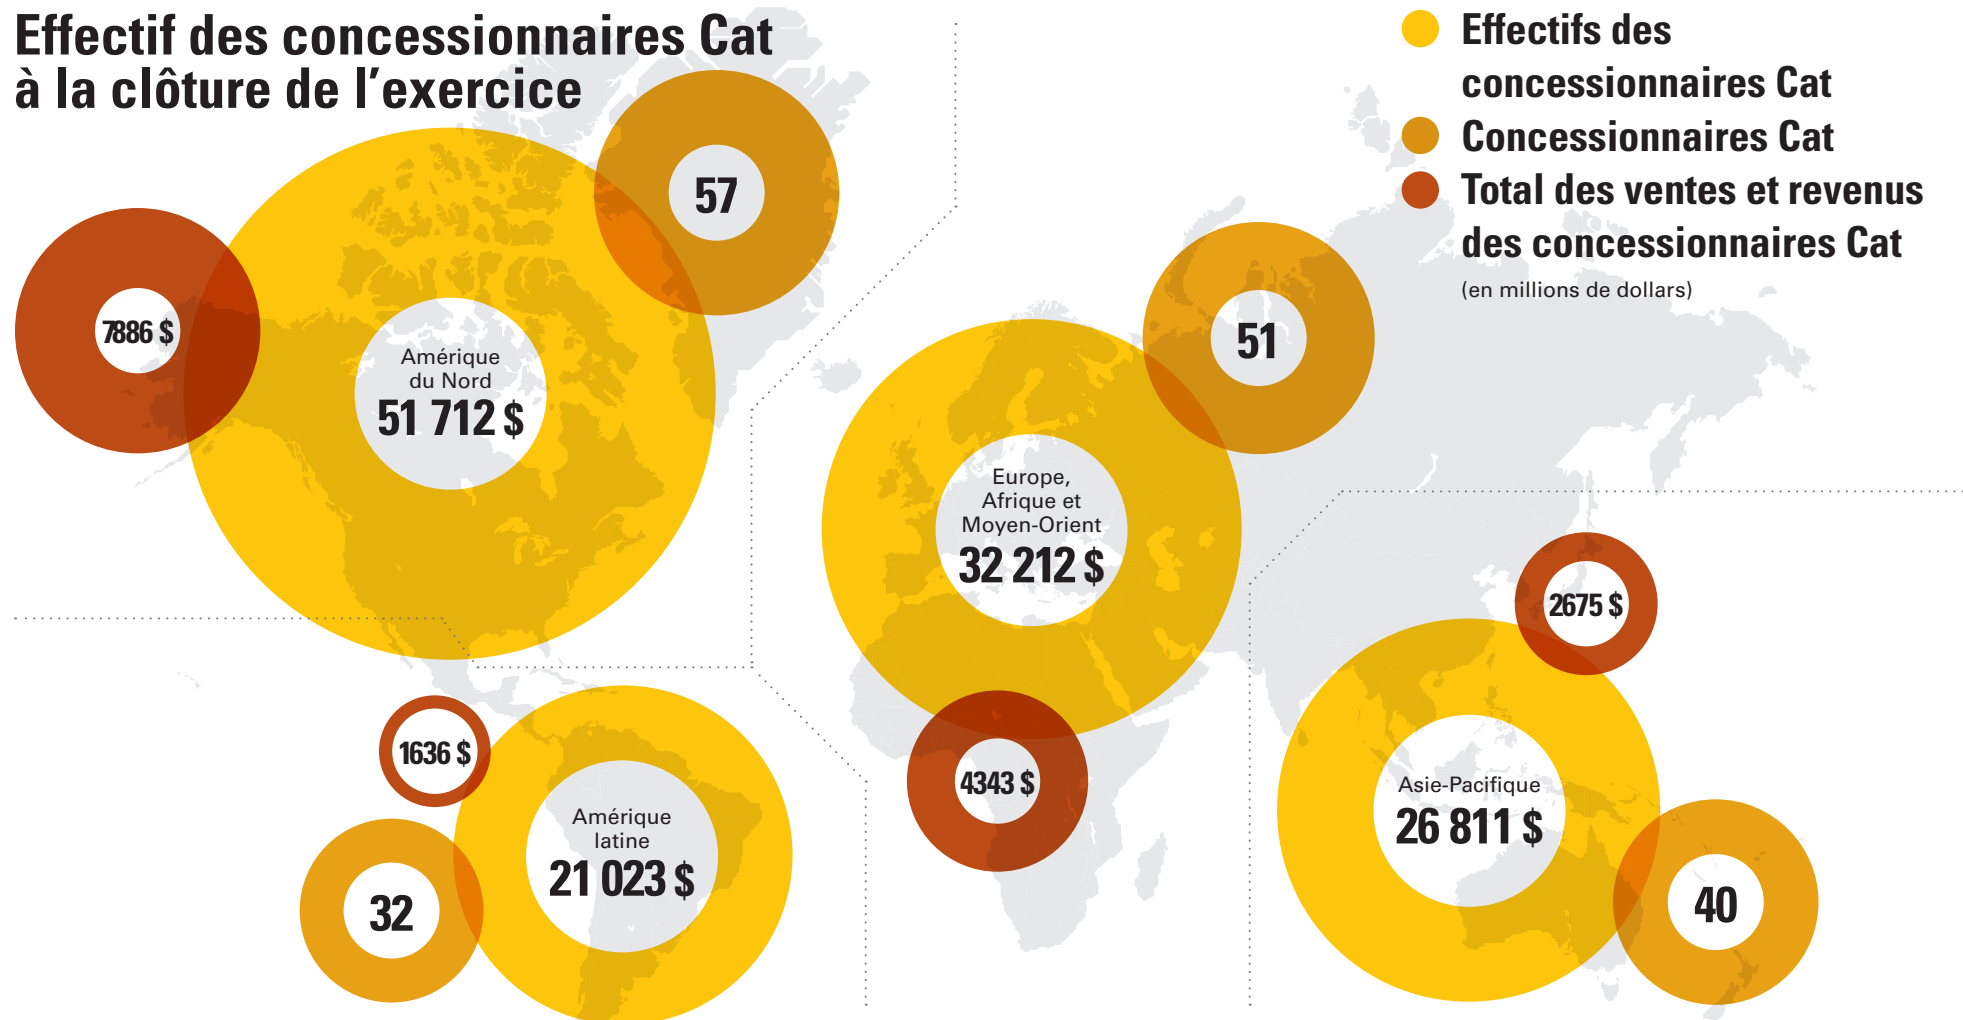 Effectif des concessionnaires Cat
à la clôture de l’exercice
Effectifs des
concessionnaires Cat
Concessionnaires Cat
Total des ventes et revenus
des concessionnaires Cat
(en millions de dollars)
57
7886 $
Amérique
du Nord
51 712 $
51
Europe,
Afrique et
Moyen-Orient
32 212 $
4343 $
1636 $
Amérique
latine
21 023 $
32
2675 $
Asie-Pacifique
26 811 $
40